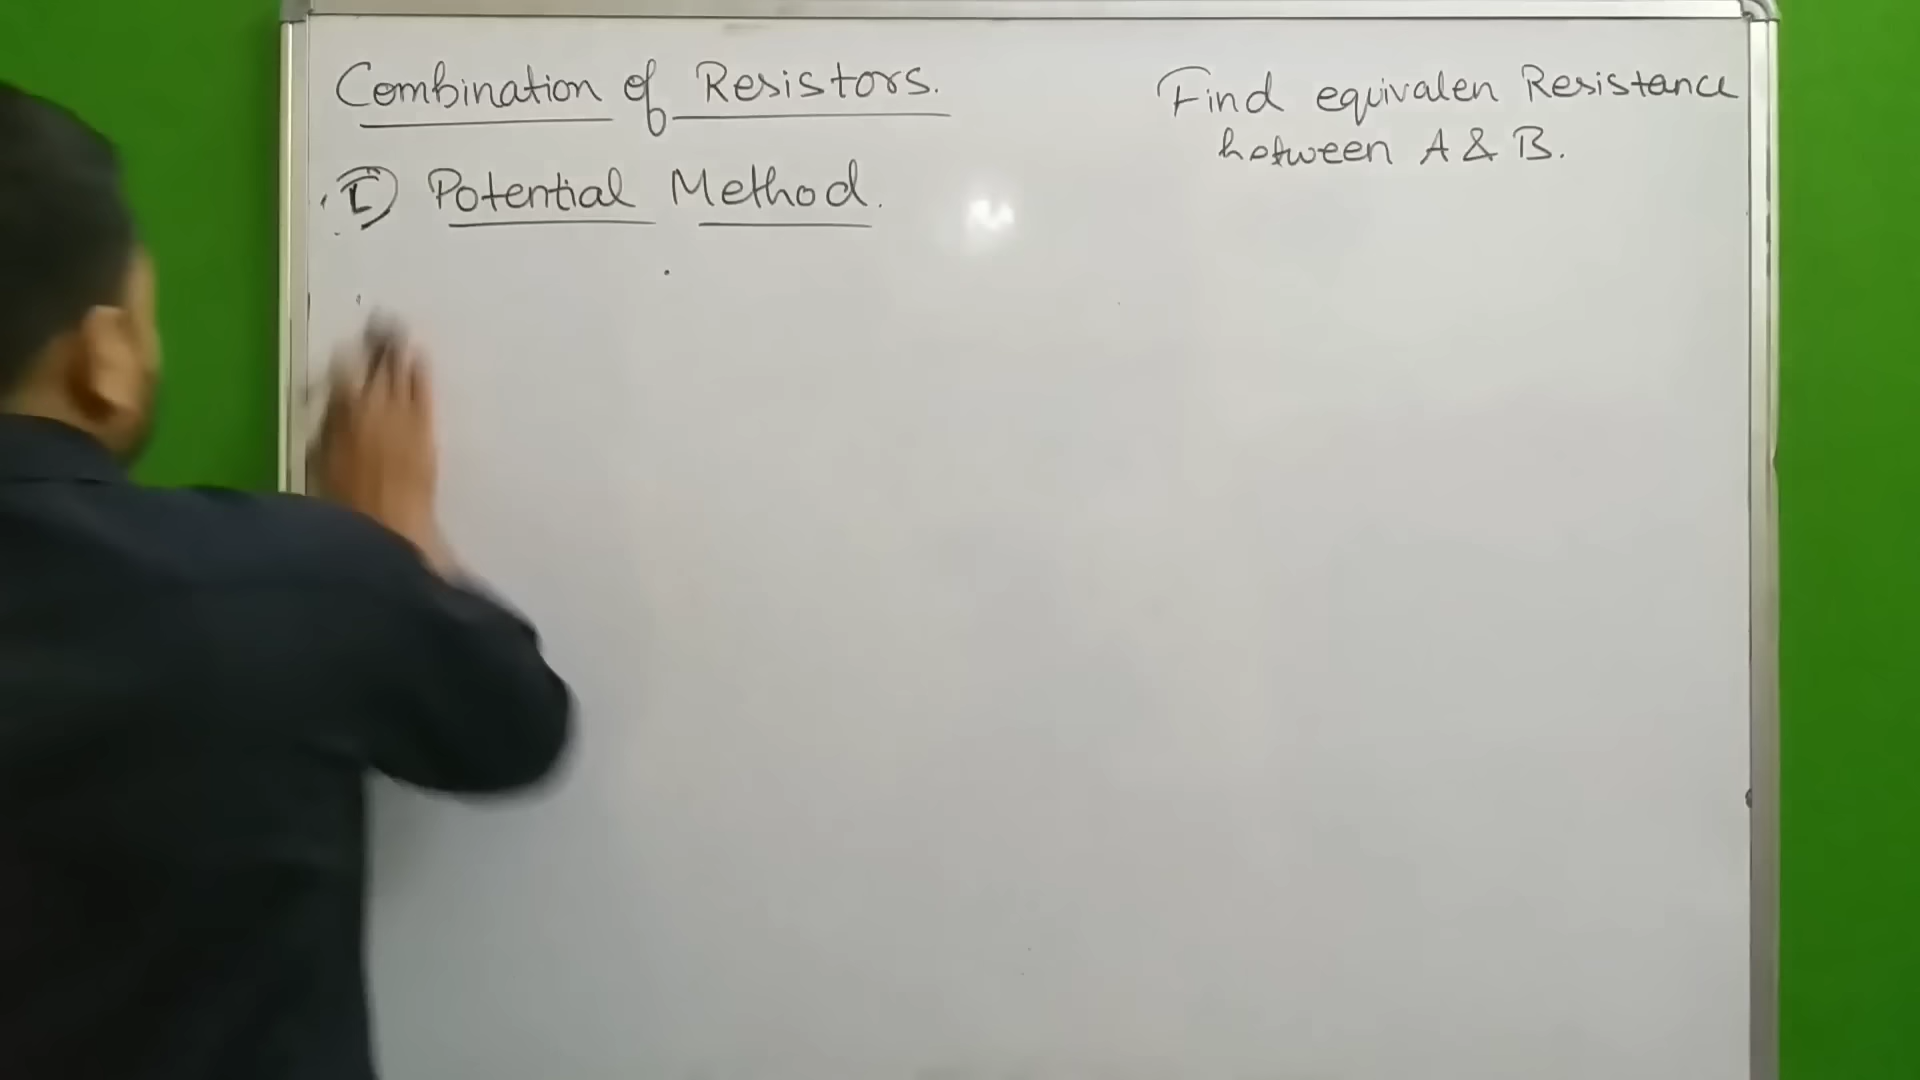 Combination of Resistors.
I Potential Method.
Find equivalen Resistance
between A & B.